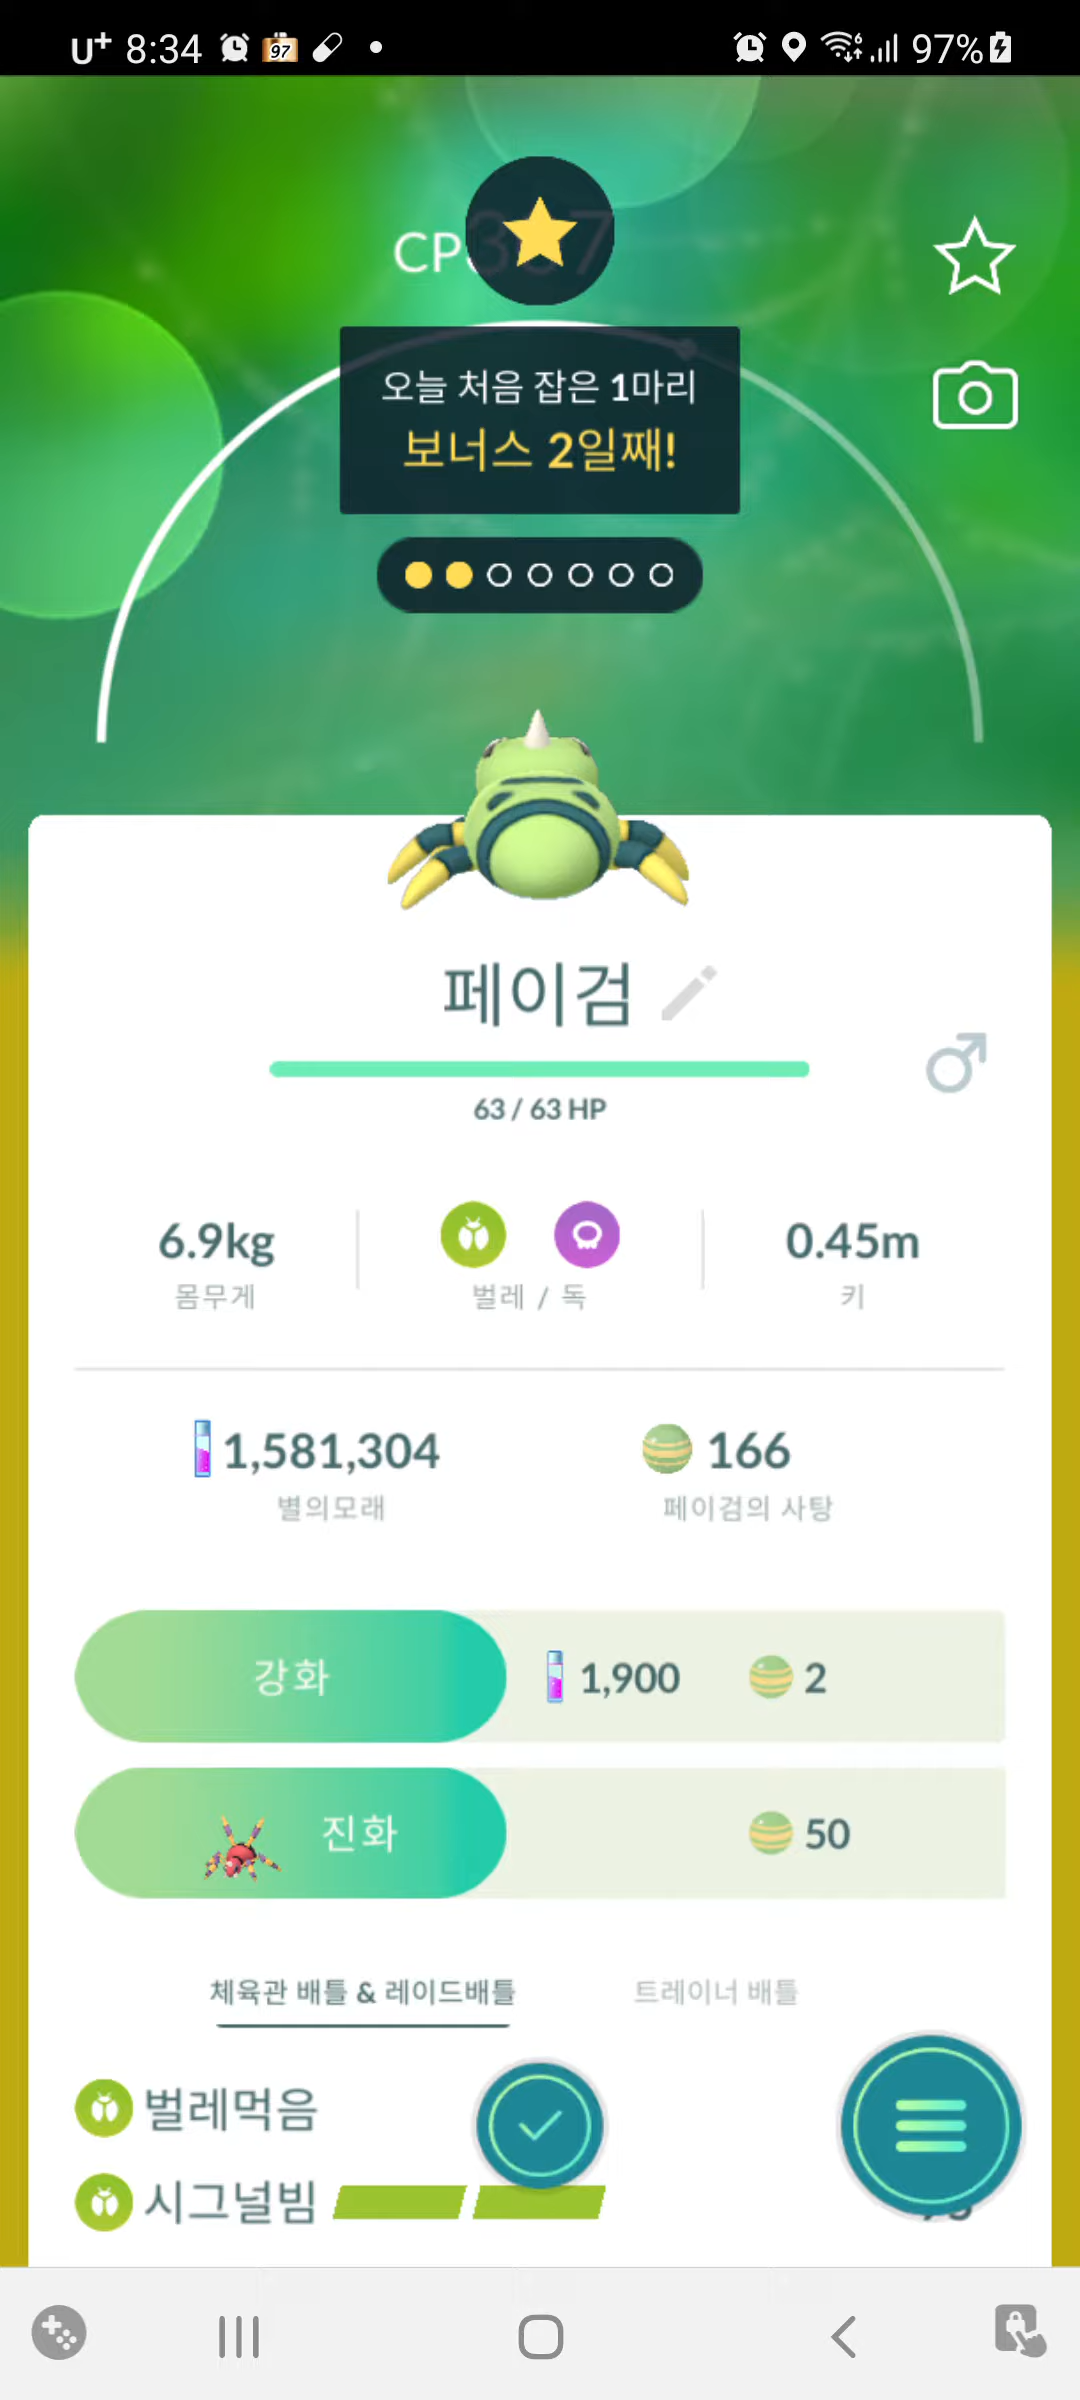 U+ 8:34 97 97%
CP
오늘 처음 잡은 1마리
보너스 2일째!
페이검
63 / 63 HP
6.9kg 0.45m
몸무게 벌레 / 독 키
1,581,304 166
별의모래 페이검의 사탕
강화 1,900 2
진화 50
체육관 배틀 & 레이드배틀 트레이너 배틀
벌레먹음
시그널빔